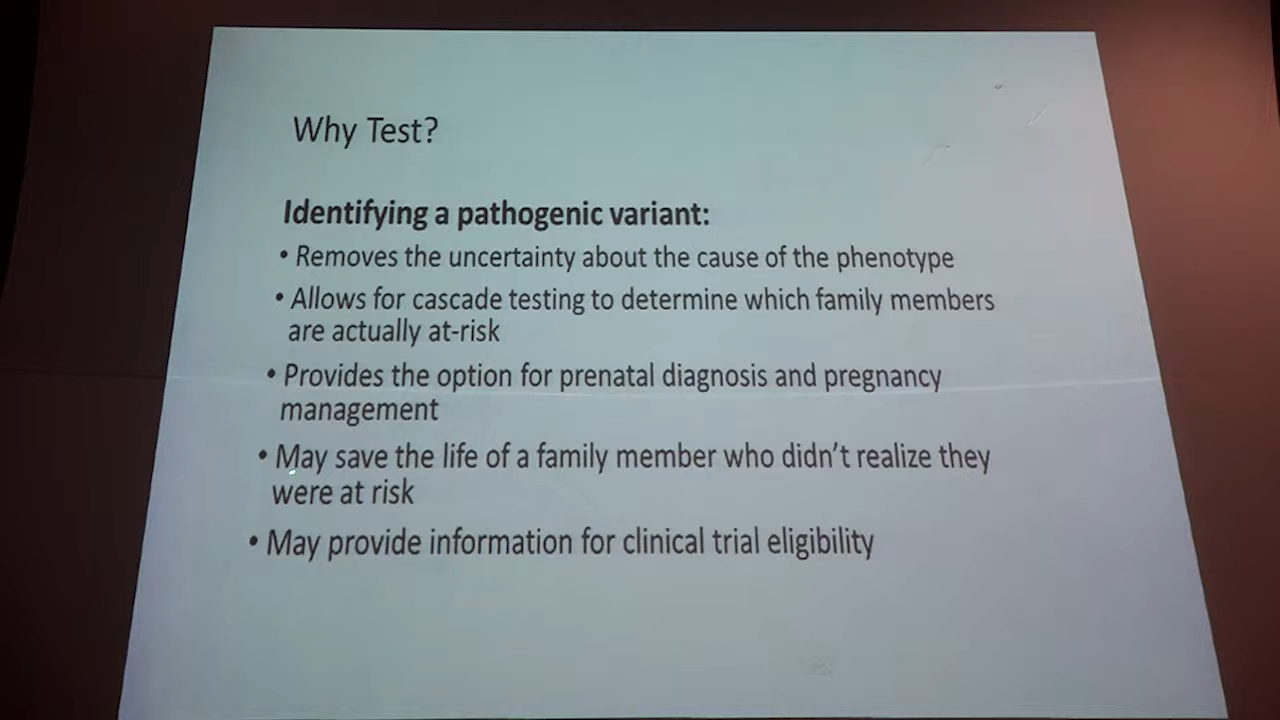 Why Test?
Identifying a pathogenic variant:
• Removes the uncertainty about the cause of the phenotype
• Allows for cascade testing to determine which family members
are actually at-risk
• Provides the option for prenatal diagnosis and pregnancy
management
• May save the life of a family member who didn't realize they
were at risk
• May provide information for clinical trial eligibility